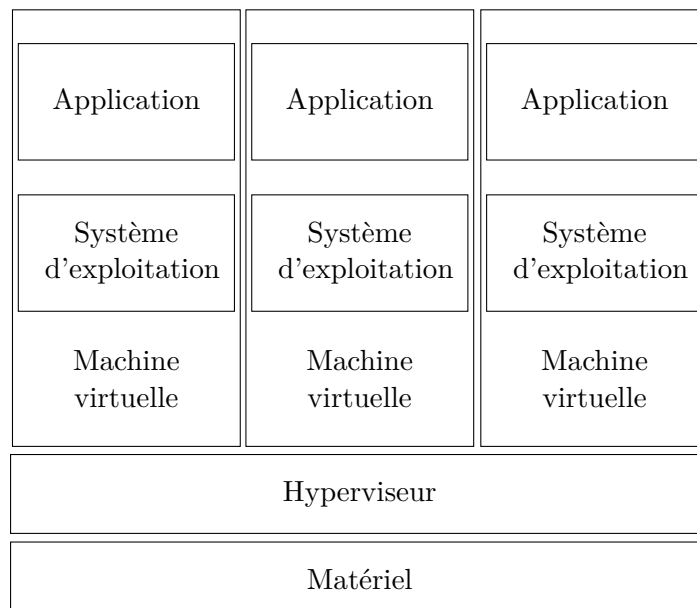 Application
Application
Application
Système
d'exploitation
Système
d'exploitation
Système
d'exploitation
Machine
virtuelle
Machine
virtuelle
Machine
virtuelle
Hyperviseur
Matériel